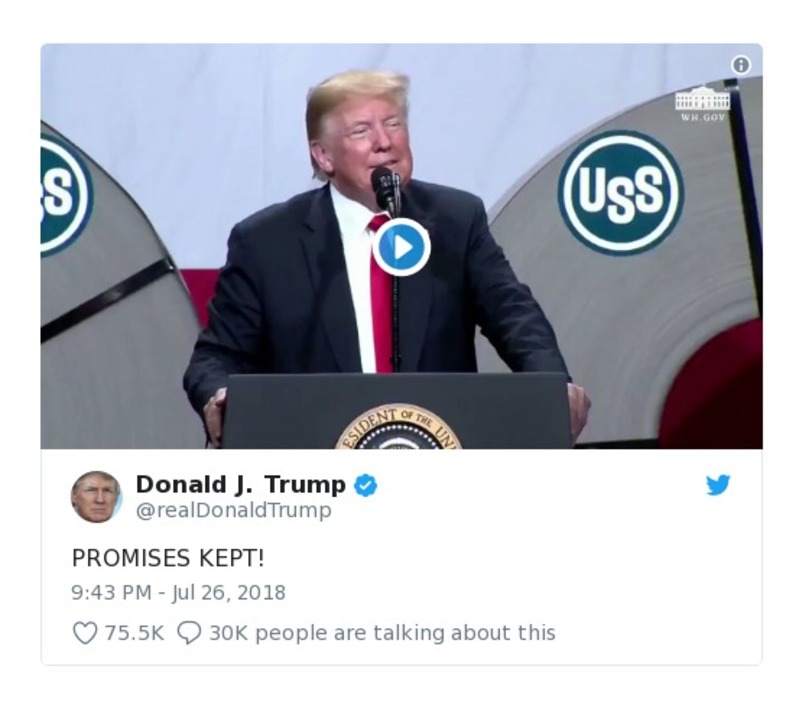 WH.GOV
S
USS
ESIDENT OF THE UNI
Donald J. Trump
@realDonaldTrump
PROMISES KEPT!
9:43 PM - Jul 26, 2018
75.5K 30K people are talking about this